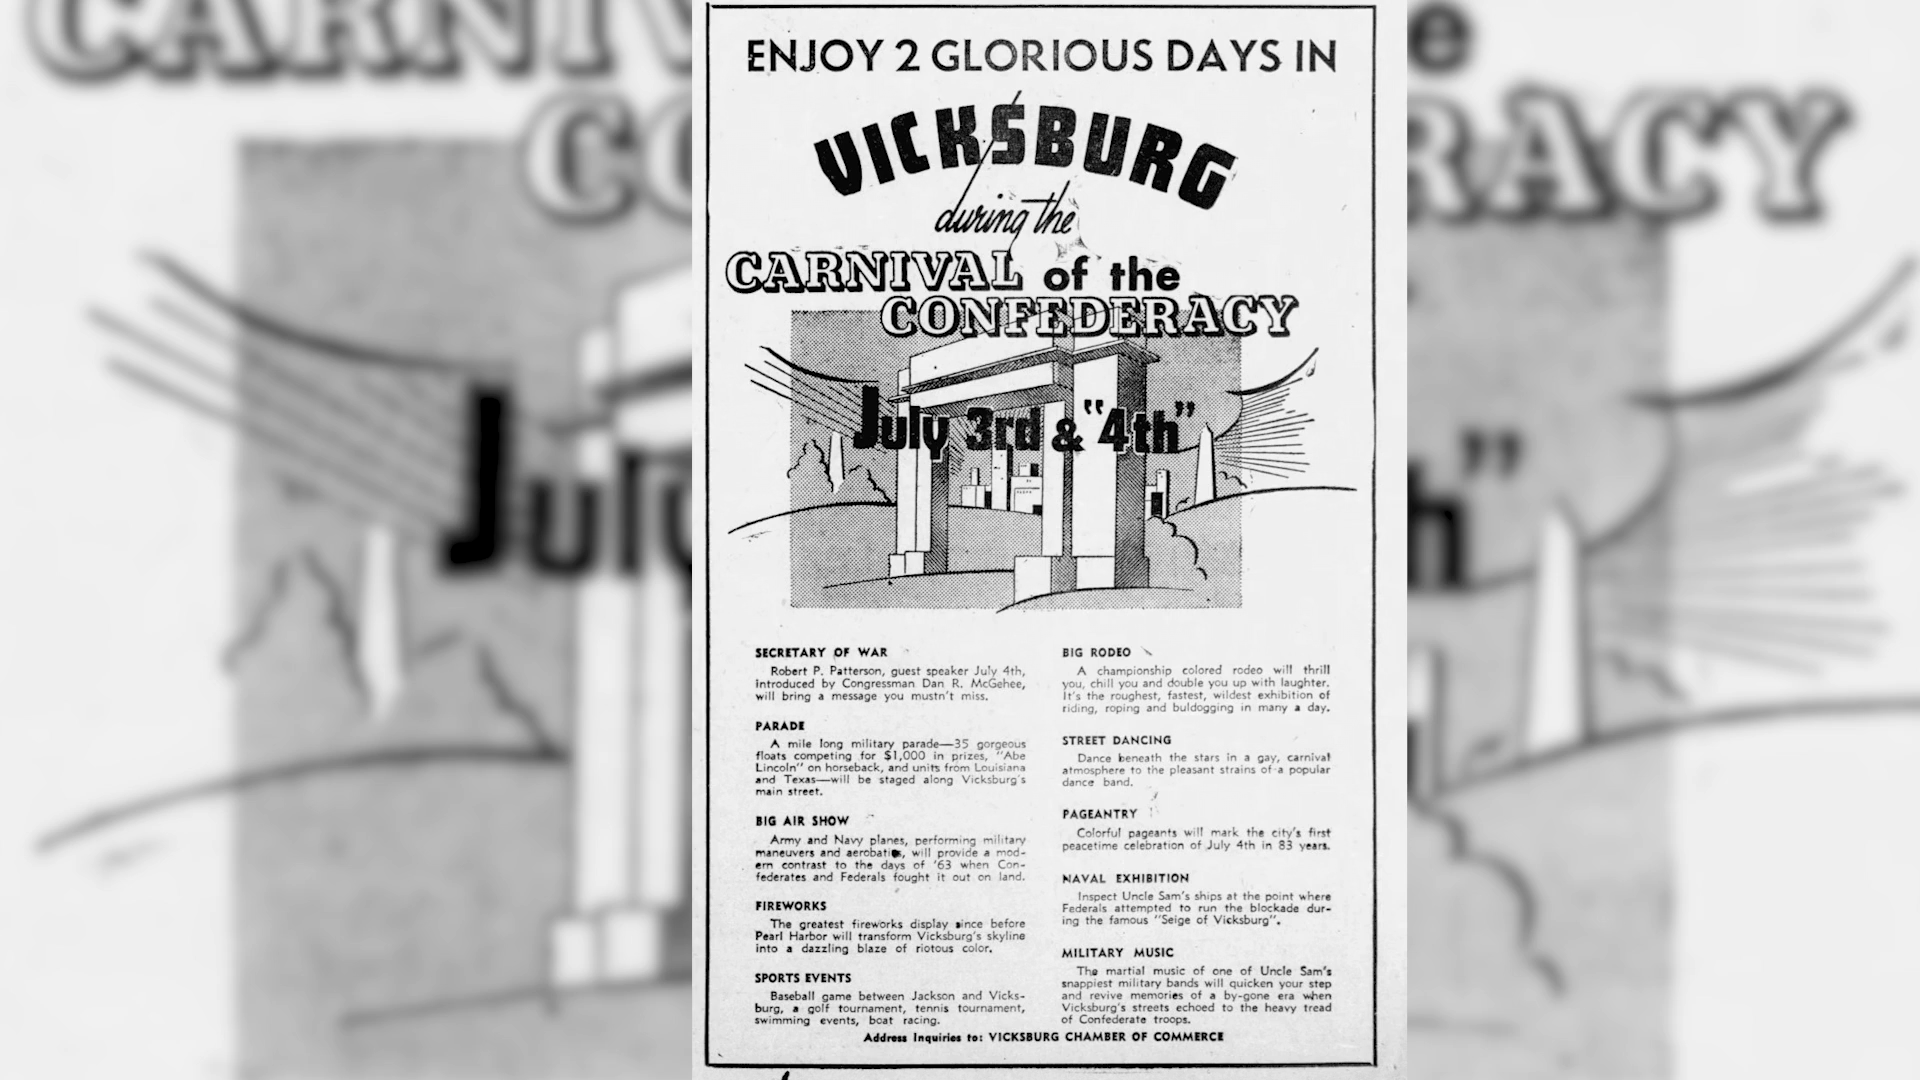 ENJOY 2 GLORIOUS DAYS IN
VICKSBURG
during the
CARNIVAL of the
CONFEDERACY
July 3rd & "4th"
SECRETARY OF WAR
Robert P. Patterson, guest speaker July 4th,
introduced by Congressman Dan R. McGehee,
will bring a message you mustn't miss.
PARADE
A mile long military parade—35 gorgeous
floats competing for $1,000 in prizes, "Abe
Lincoln" on horseback, and units from Louisiana
and Texas—will be staged along Vicksburg's
main street.
BIG AIR SHOW
Army and Navy planes, performing military
maneuvers and aerobatics, will provide a mod-
ern contrast to the days of '63 when Con-
federates and Federals fought it out on land.
FIREWORKS
The greatest fireworks display since before
Pearl Harbor will transform Vicksburg's skyline
into a dazzling blaze of riotous color.
SPORTS EVENTS
Baseball game between Jackson and Vicks-
burg, a golf tournament, tennis tournament,
swimming events, boat racing.
BIG RODEO
A championship colored rodeo will thrill
you, chill you and double you up with laughter.
It's the roughest, fastest, wildest exhibition of
riding, roping and buldogging in many a day.
STREET DANCING
Dance beneath the stars in a gay, carnival
atmosphere to the pleasant strains of a popular
dance band.
PAGEANTRY
Colorful pageants will mark the city's first
peacetime celebration of July 4th in 83 years.
NAVAL EXHIBITION
Inspect Uncle Sam's ships at the point where
Federals attempted to run the blockade dur-
ing the famous "Seige of Vicksburg".
MILITARY MUSIC
The martial music of one of Uncle Sam's
snappiest military bands will quicken your step
and revive memories of a by-gone era when
Vicksburg's streets echoed to the heavy tread
of Confederate troops.
Address Inquiries to: VICKSBURG CHAMBER OF COMMERCE